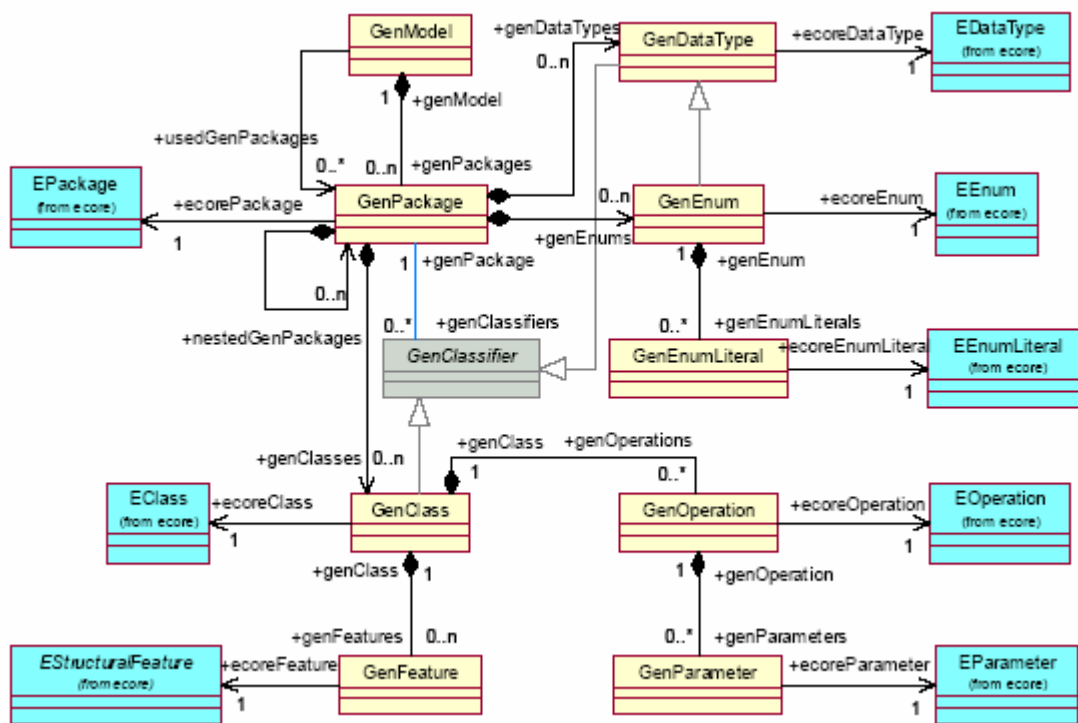 GenModel
+genDataTypes
GenDataType
+ecoreDataType
EDataType
(from ecore)
0..n
1
1
+genModel
+usedGenPackages
0..*
0..n
+genPackages
EPackage
(from ecore)
+ecorePackage
1
GenPackage
0..n
GenEnum
+ecoreEnum
EEnum
(from ecore)
1
+genEnums
1
+genPackage
1
+genEnum
0..n
+nestedGenPackages
0..*
+genClassifiers
0..*
+genEnumLiterals
GenClassifier
GenEnumLiteral
+ecoreEnumLiteral
EEnumLiteral
(from ecore)
1
+genClass
+genOperations
+genClasses
0..n
1
0..*
EClass
(from ecore)
+ecoreClass
1
GenClass
GenOperation
+ecoreOperation
EOperation
(from ecore)
1
+genClass
1
1
+genOperation
+genFeatures
0..n
0..*
+genParameters
EStructuralFeature
(from ecore)
+ecoreFeature
1
GenFeature
GenParameter
+ecoreParameter
EParameter
(from ecore)
1